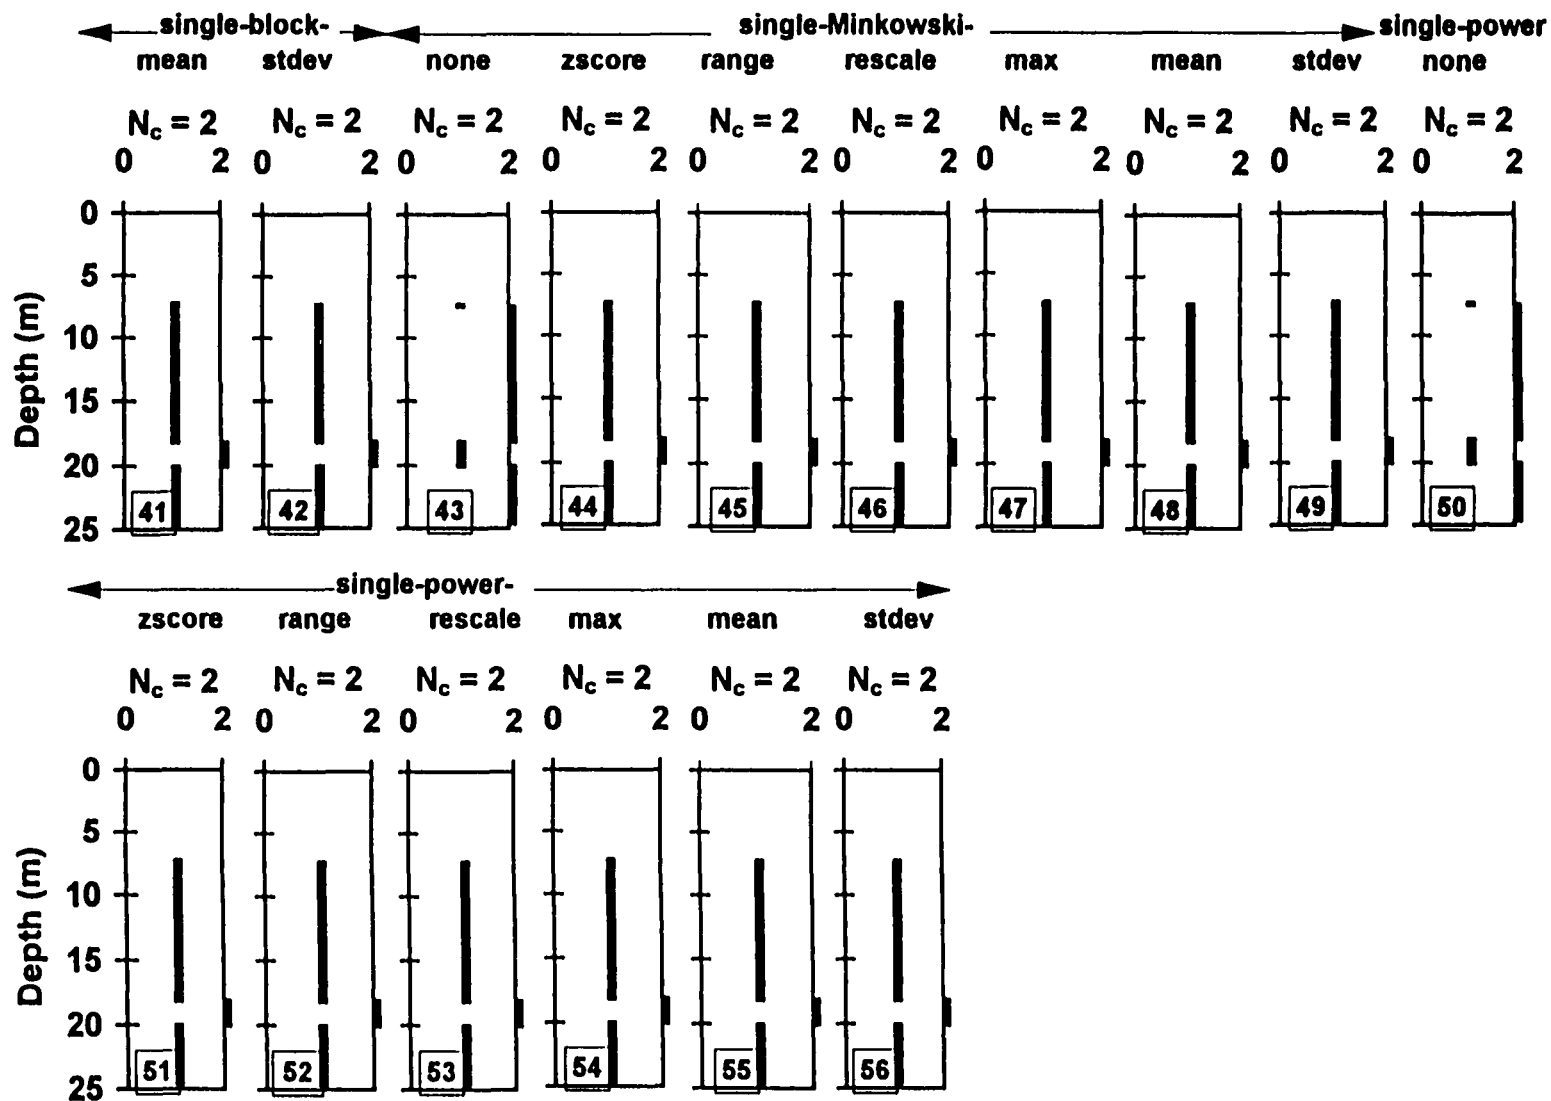 single-block- single-Minkowski- single-power
mean stdev none zscore range rescale max mean stdev none
Nc = 2 Nc = 2 Nc = 2 Nc = 2 Nc = 2 Nc = 2 Nc = 2 Nc = 2 Nc = 2 Nc = 2
0 2 0 2 0 2 0 2 0 2 0 2 0 2 0 2 0 2 0 2
0
5
10
15
20
25
Depth (m)
41 42 43 44 45 46 47 48 49 50
single-power-
zscore range rescale max mean stdev
Nc = 2 Nc = 2 Nc = 2 Nc = 2 Nc = 2 Nc = 2
0 2 0 2 0 2 0 2 0 2 0 2
0
5
10
15
20
25
Depth (m)
51 52 53 54 55 56